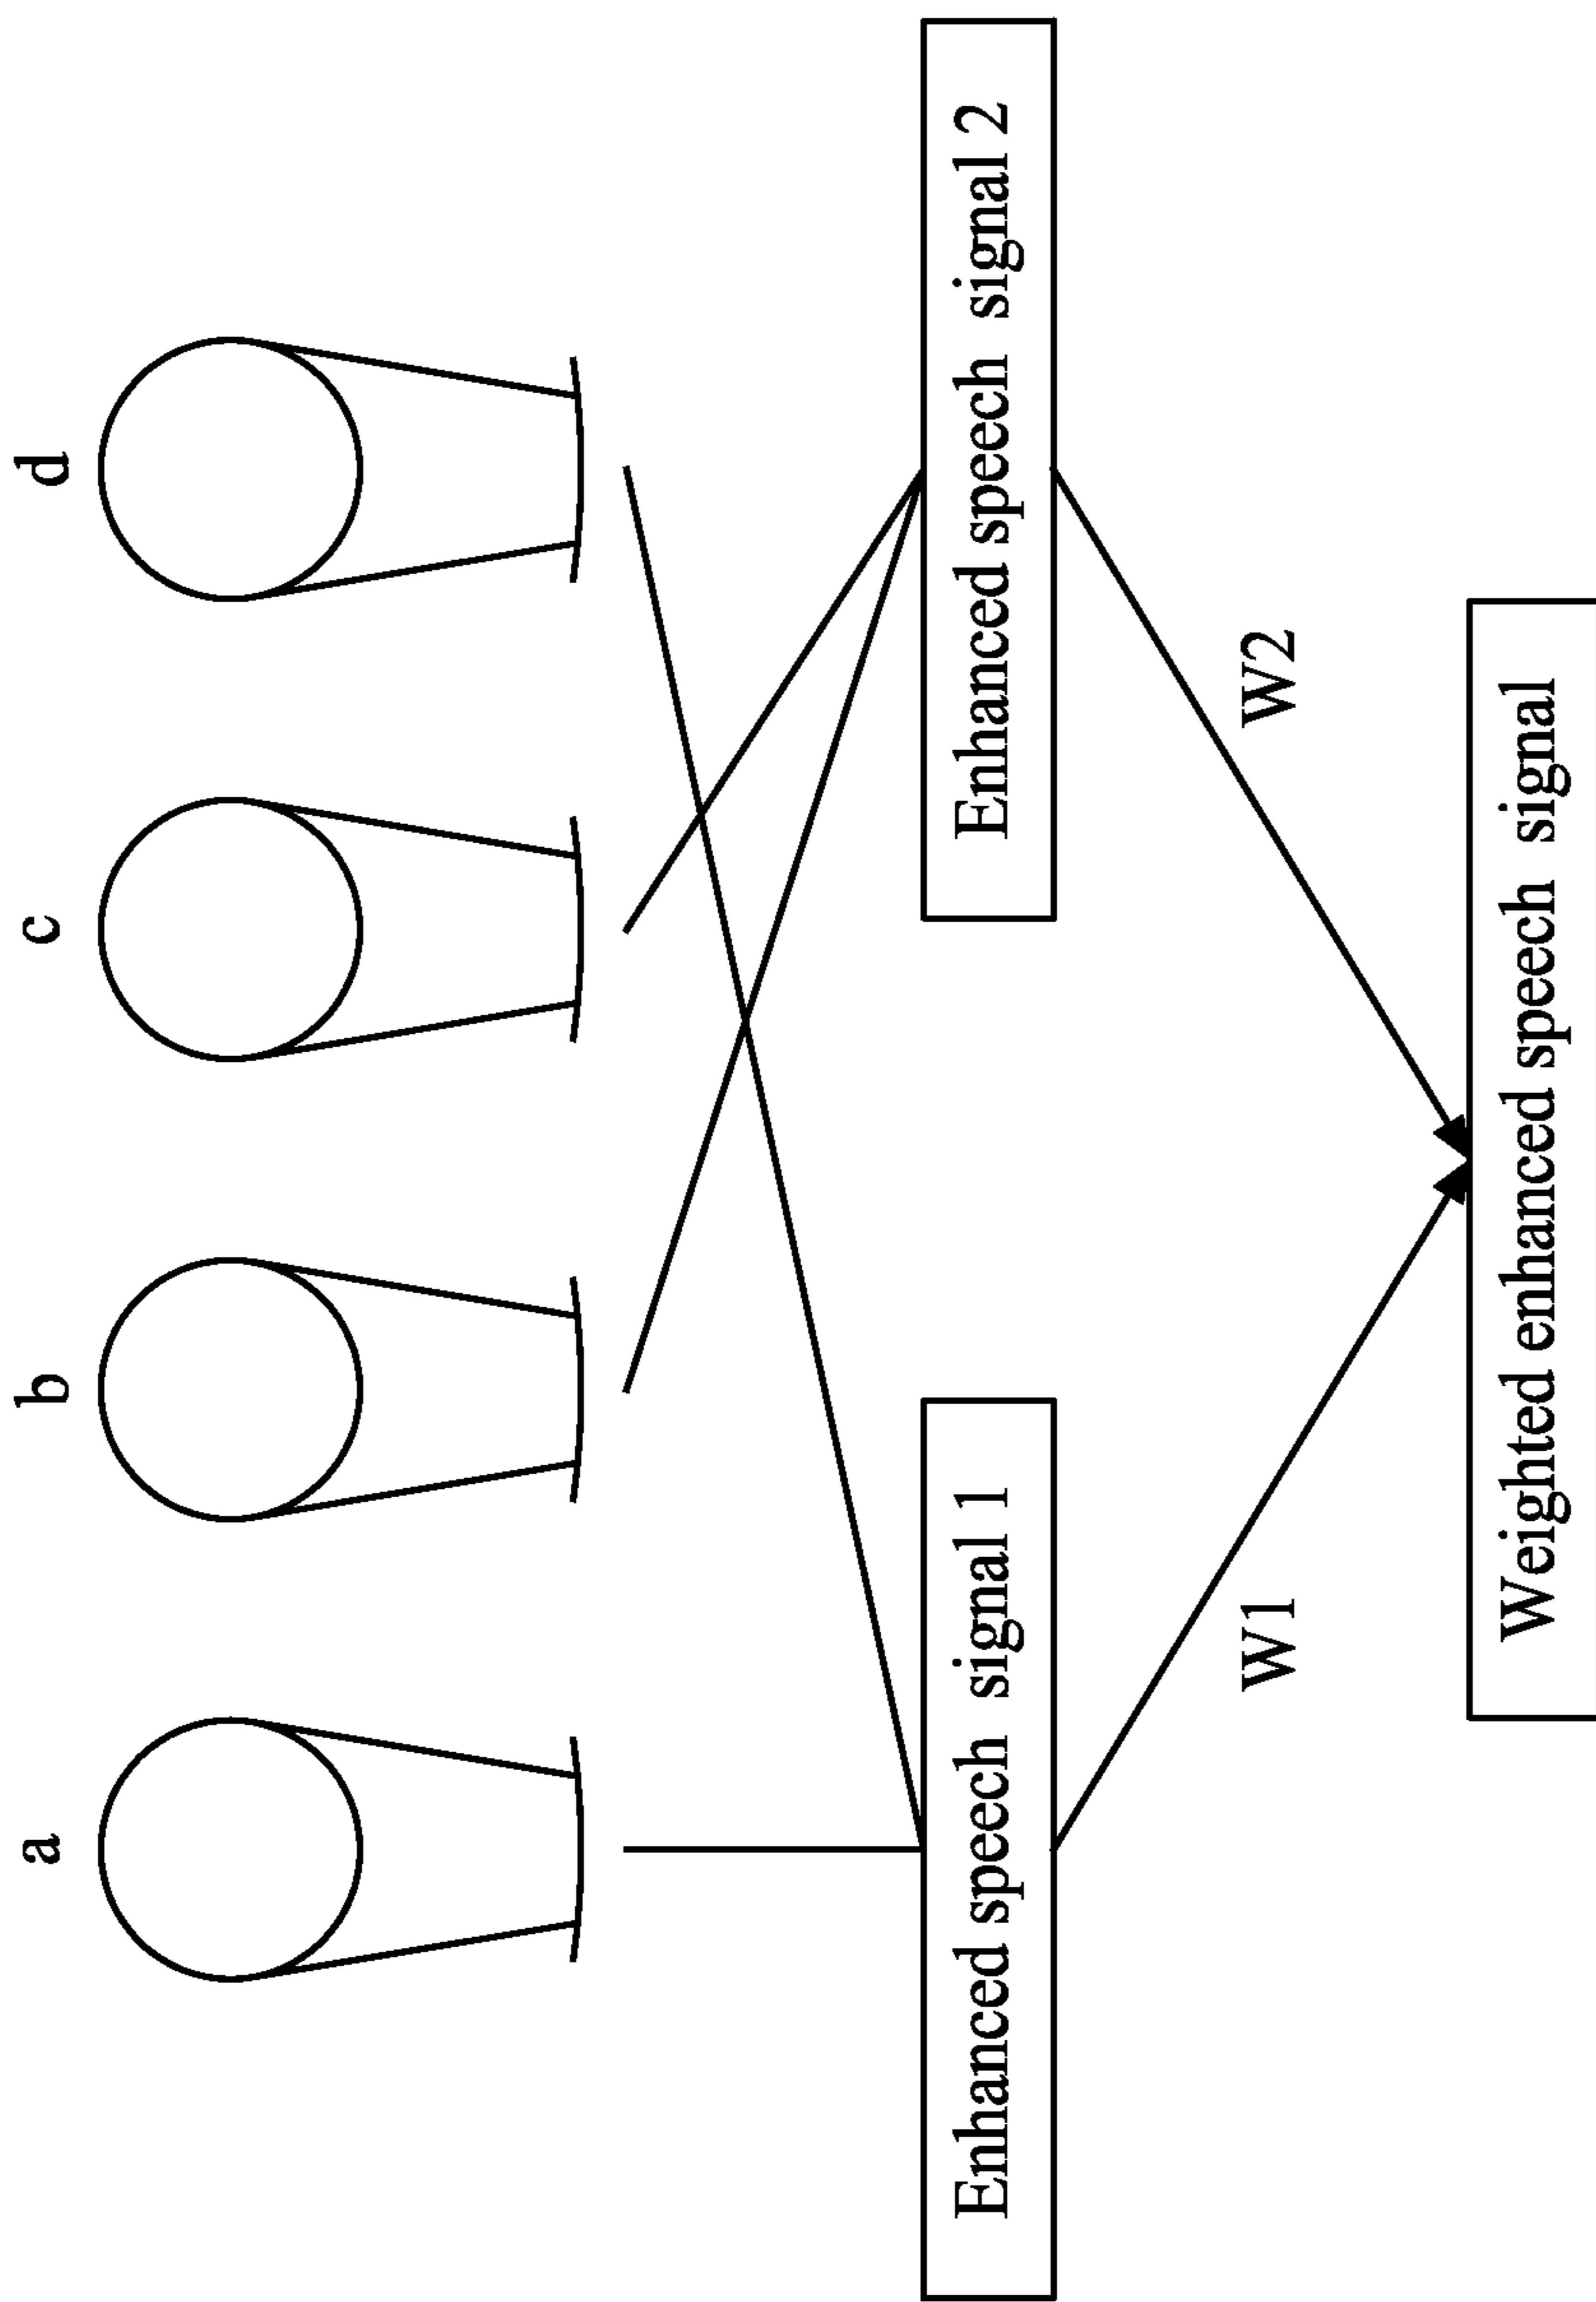 a
b
c
d
Enhanced speech signal 1
Enhanced speech signal 2
W1
W2
Weighted enhanced speech signal